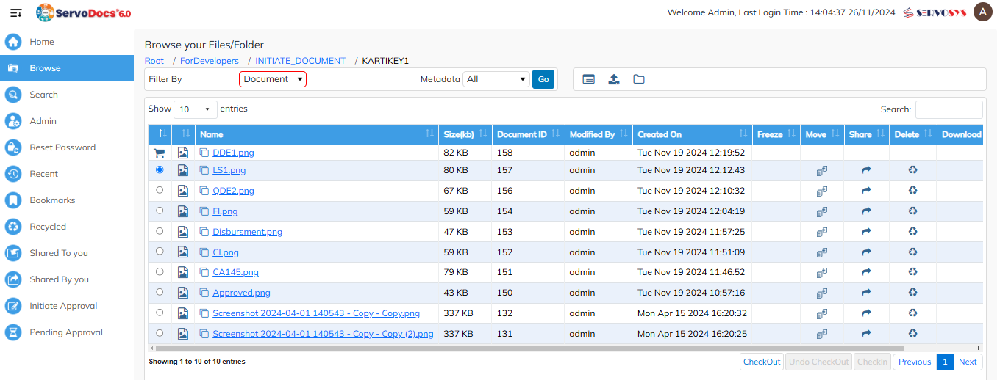 ServoDocs®6.0
Welcome Admin, Last Login Time : 14:04:37 26/11/2024
SERVOSYS
A
Home
Browse
Search
Admin
Reset Password
Recent
Bookmarks
Recycled
Shared To you
Shared By you
Initiate Approval
Pending Approval
Browse your Files/Folder
Root / ForDevelopers / INITIATE_DOCUMENT / KARTIKEY1
Filter By Document Metadata All Go
Show 10 entries Search:
Name Size(kb) Document ID Modified By Created On Freeze Move Share Delete Download
DDE1.png 82 KB 158 admin Tue Nov 19 2024 12:19:52
LS1.png 80 KB 157 admin Tue Nov 19 2024 12:12:43
QDE2.png 67 KB 156 admin Tue Nov 19 2024 12:10:32
FI.png 59 KB 154 admin Tue Nov 19 2024 12:04:19
Disbursment.png 47 KB 153 admin Tue Nov 19 2024 11:57:25
CI.png 59 KB 152 admin Tue Nov 19 2024 11:51:09
CA145.png 79 KB 151 admin Tue Nov 19 2024 11:46:52
Approved.png 43 KB 150 admin Tue Nov 19 2024 10:57:16
Screenshot 2024-04-01 140543 - Copy - Copy.png 337 KB 132 admin Mon Apr 15 2024 16:20:32
Screenshot 2024-04-01 140543 - Copy - Copy (2).png 337 KB 131 admin Mon Apr 15 2024 16:20:25
Showing 1 to 10 of 10 entries
CheckOut Undo CheckOut CheckIn Previous 1 Next